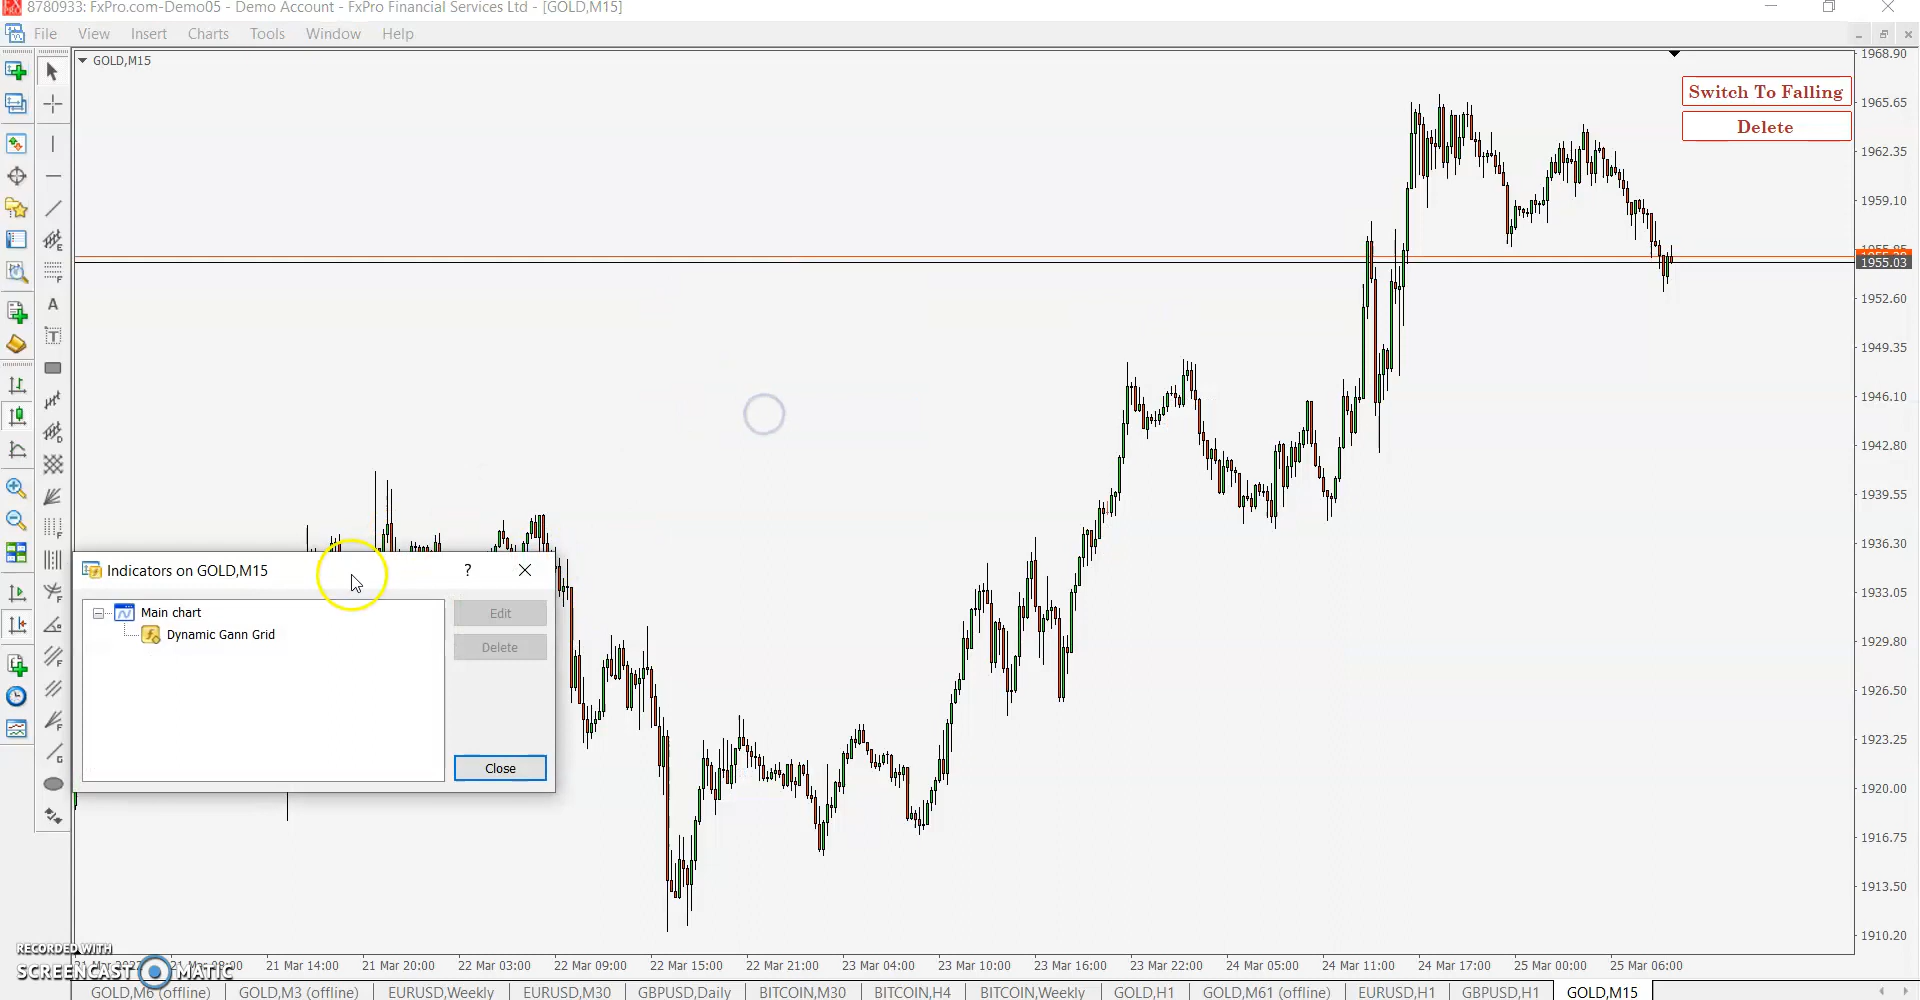 8780933: FxPro.com-Demo05 - Demo Account - FxPro Financial Services Ltd - [GOLD,M15]
File View Insert Charts Tools Window Help
GOLD,M15
1968.90
Switch To Falling
1965.65
Delete
1962.35
1959.10
1955.03
1952.60
1949.35
1946.10
1942.80
1939.55
1936.30
Indicators on GOLD,M15 ?
1933.05
Main chart Edit
Dynamic Gann Grid Delete
1929.80
1926.50
1923.25
Close
1920.00
1916.75
1913.50
1910.20
RECORDED WITH
SCREENCAST MATIC
21 Mar 14:00 21 Mar 20:00 22 Mar 03:00 22 Mar 09:00 22 Mar 15:00 22 Mar 21:00 23 Mar 04:00 23 Mar 10:00 23 Mar 16:00 23 Mar 22:00 24 Mar 05:00 24 Mar 11:00 24 Mar 17:00 25 Mar 00:00 25 Mar 06:00
GOLD,M6 (offline) GOLD,M3 (offline) EURUSD,Weekly EURUSD,M30 GBPUSD,Daily BITCOIN,M30 BITCOIN,H4 BITCOIN,Weekly GOLD,H1 GOLD,M61 (offline) EURUSD,H1 GBPUSD,H1 GOLD,M15